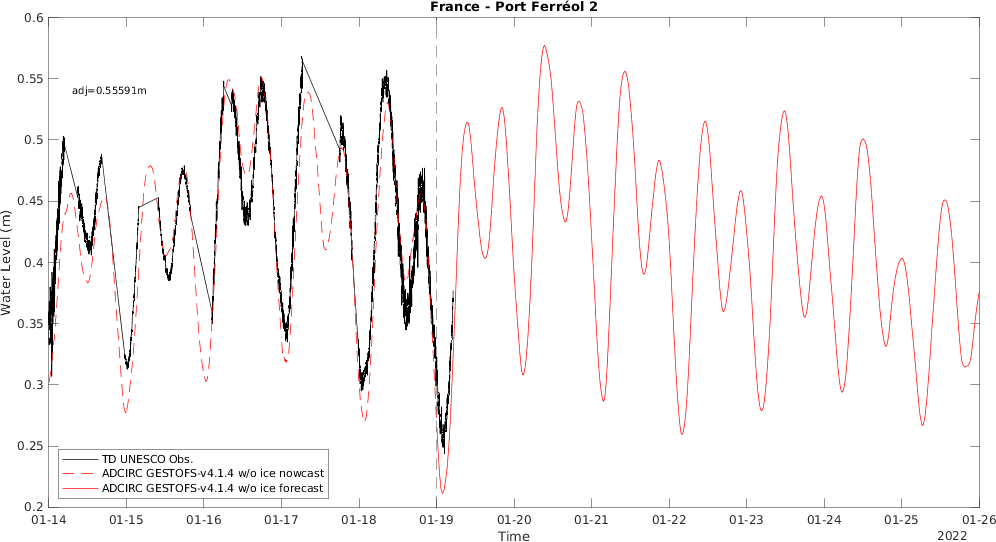 France - Port Ferréol 2
0.6
0.55
0.5
0.45
0.4
0.35
0.3
0.25
0.2
Water Level (m)
adj=0.55591m
TD UNESCO Obs.
ADCIRC GESTOFS-v4.1.4 w/o ice nowcast
ADCIRC GESTOFS-v4.1.4 w/o ice forecast
01-14 01-15 01-16 01-17 01-18 01-19 01-20 01-21 01-22 01-23 01-24 01-25 01-26
Time
2022